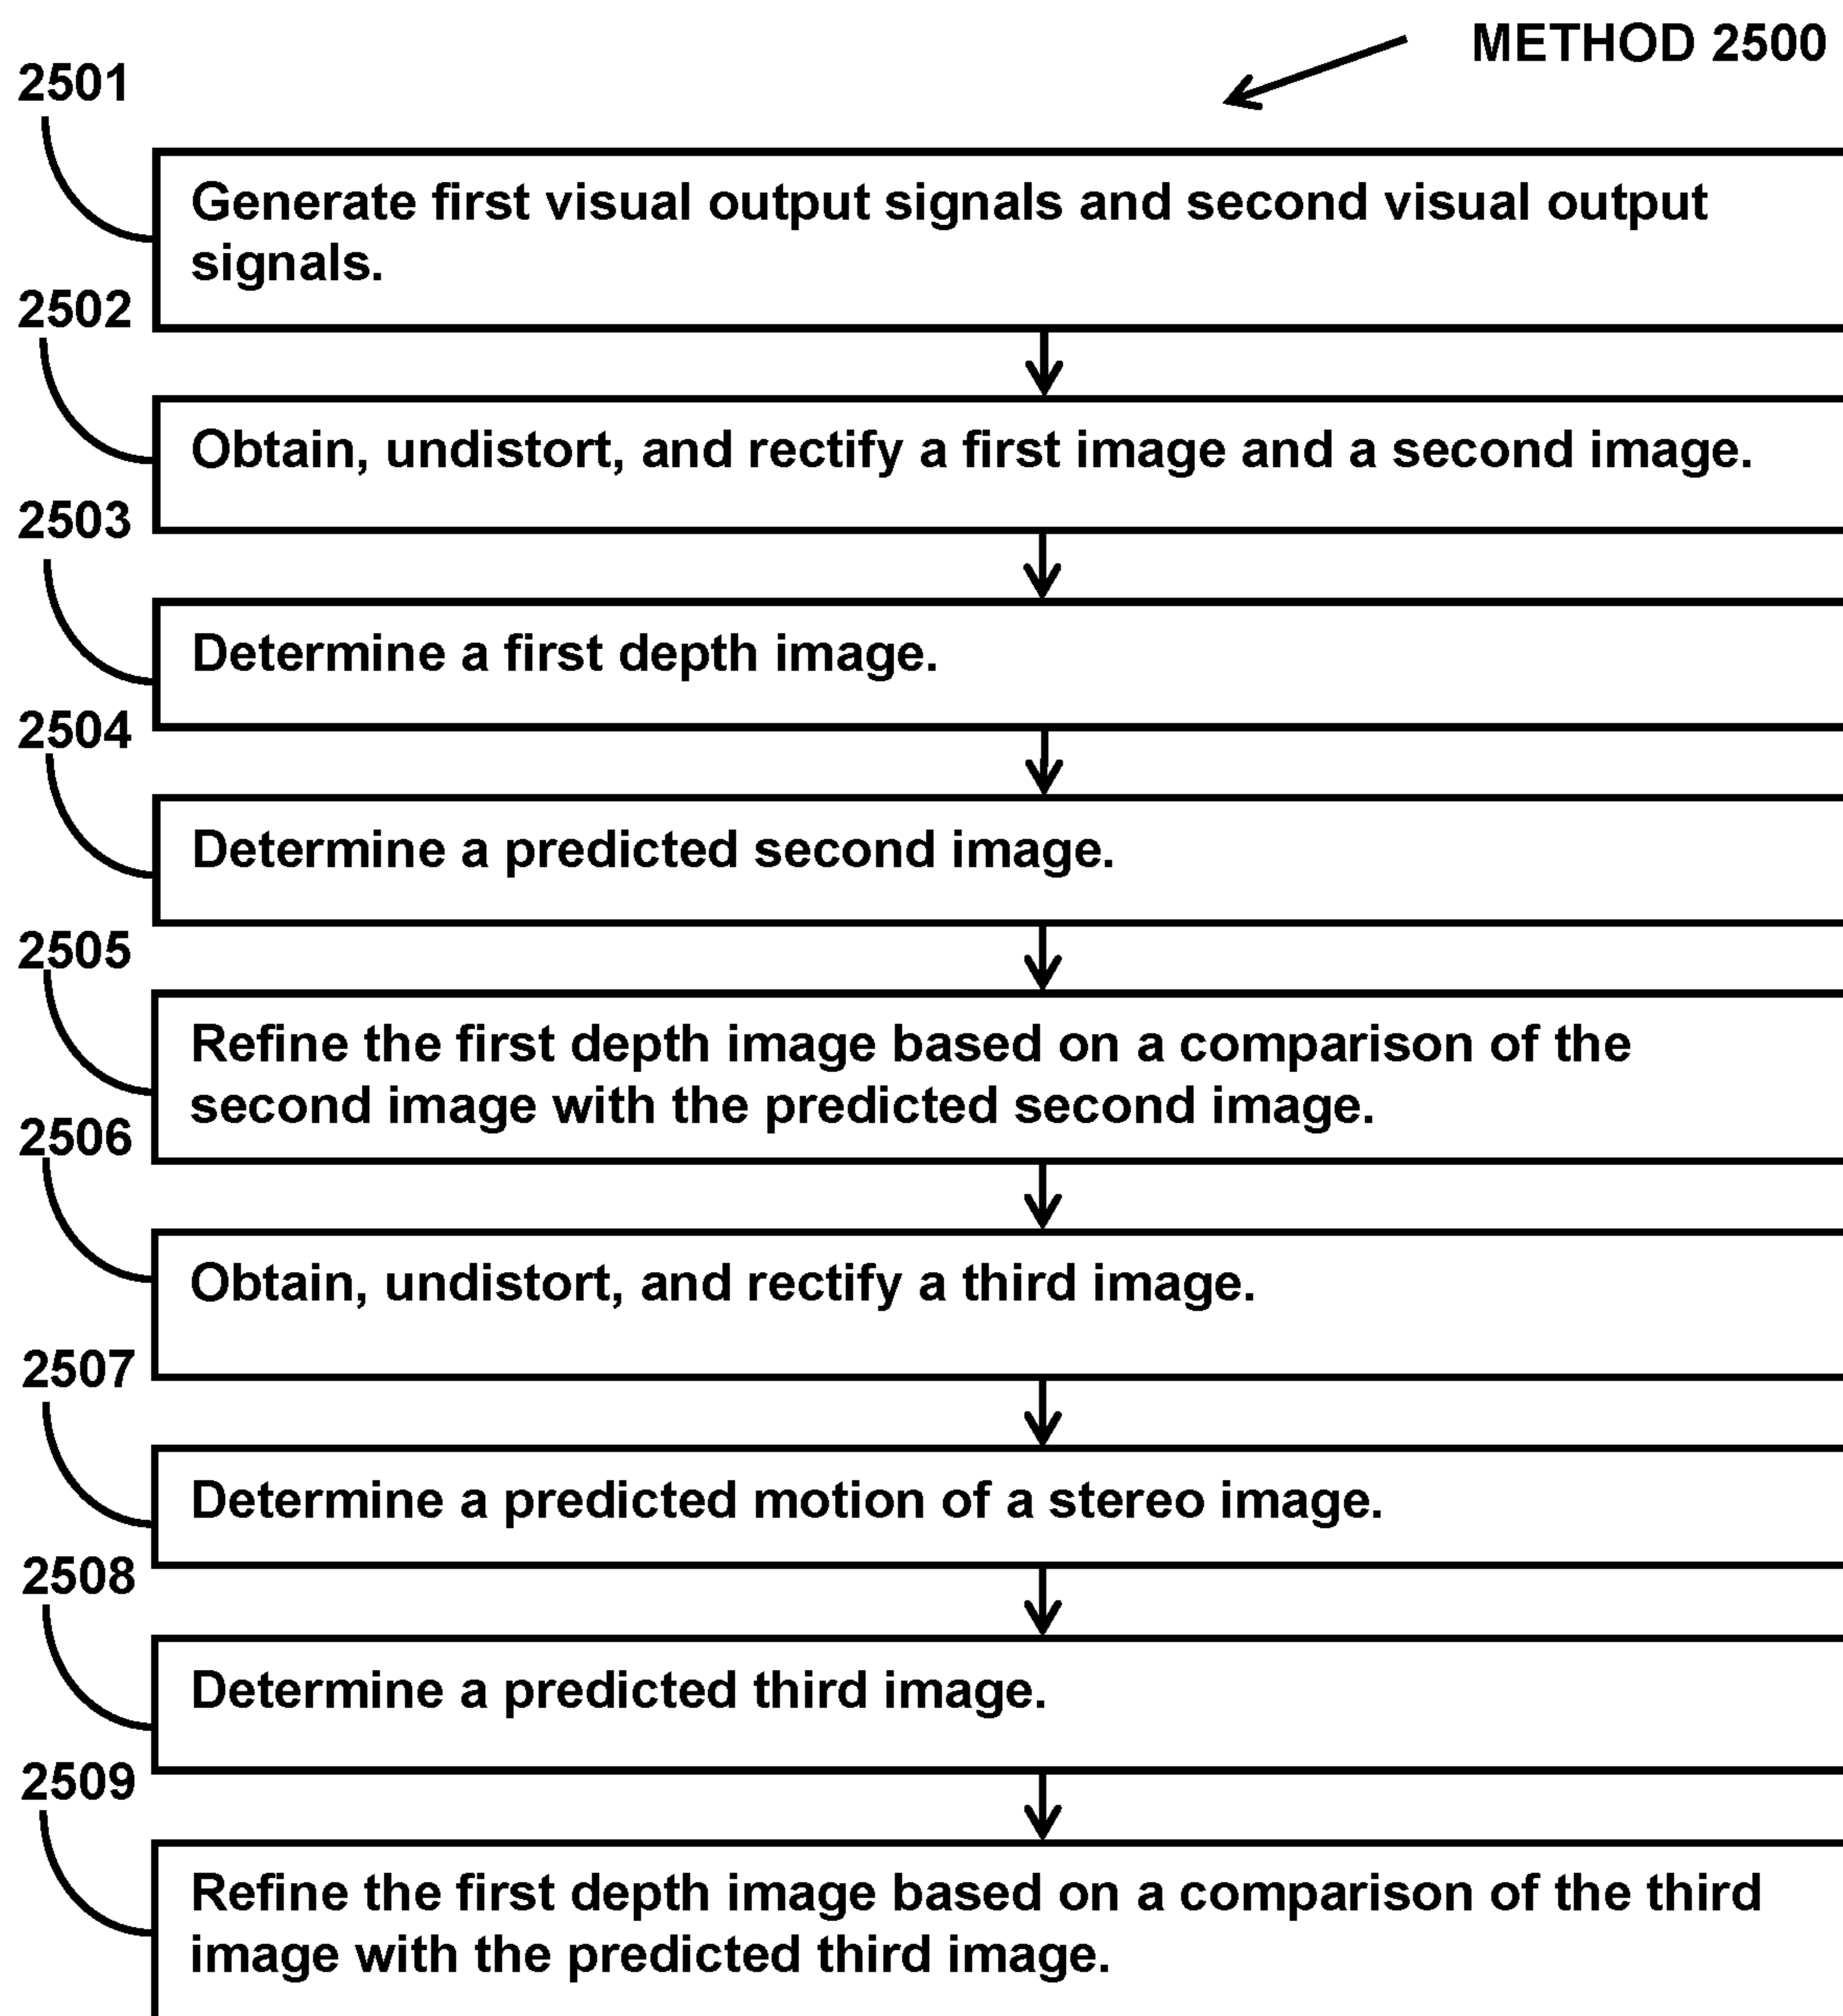 METHOD 2500
2501
Generate first visual output signals and second visual output
signals.
2502
Obtain, undistort, and rectify a first image and a second image.
2503
Determine a first depth image.
2504
Determine a predicted second image.
2505
Refine the first depth image based on a comparison of the
second image with the predicted second image.
2506
Obtain, undistort, and rectify a third image.
2507
Determine a predicted motion of a stereo image.
2508
Determine a predicted third image.
2509
Refine the first depth image based on a comparison of the third
image with the predicted third image.